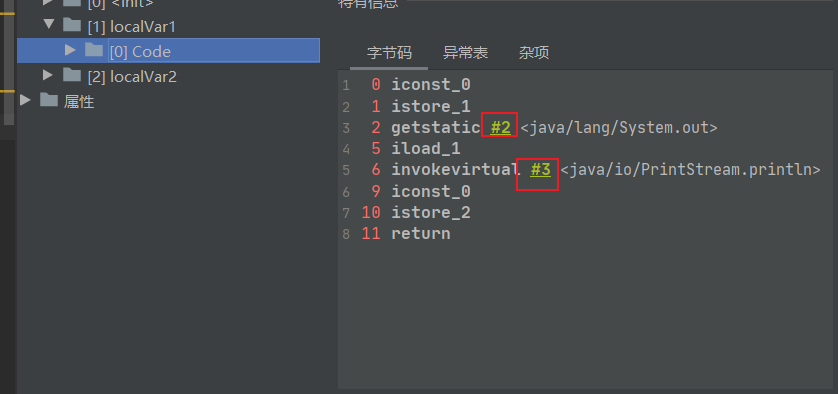 [0] <init>
[1] localVar1
[0] Code
[2] localVar2
属性
特有信息
字节码 异常表 杂项
1 0 iconst_0
2 1 istore_1
3 2 getstatic #2 <java/lang/System.out>
4 5 iload_1
5 6 invokevirtual #3 <java/io/PrintStream.println>
6 9 iconst_0
7 10 istore_2
8 11 return